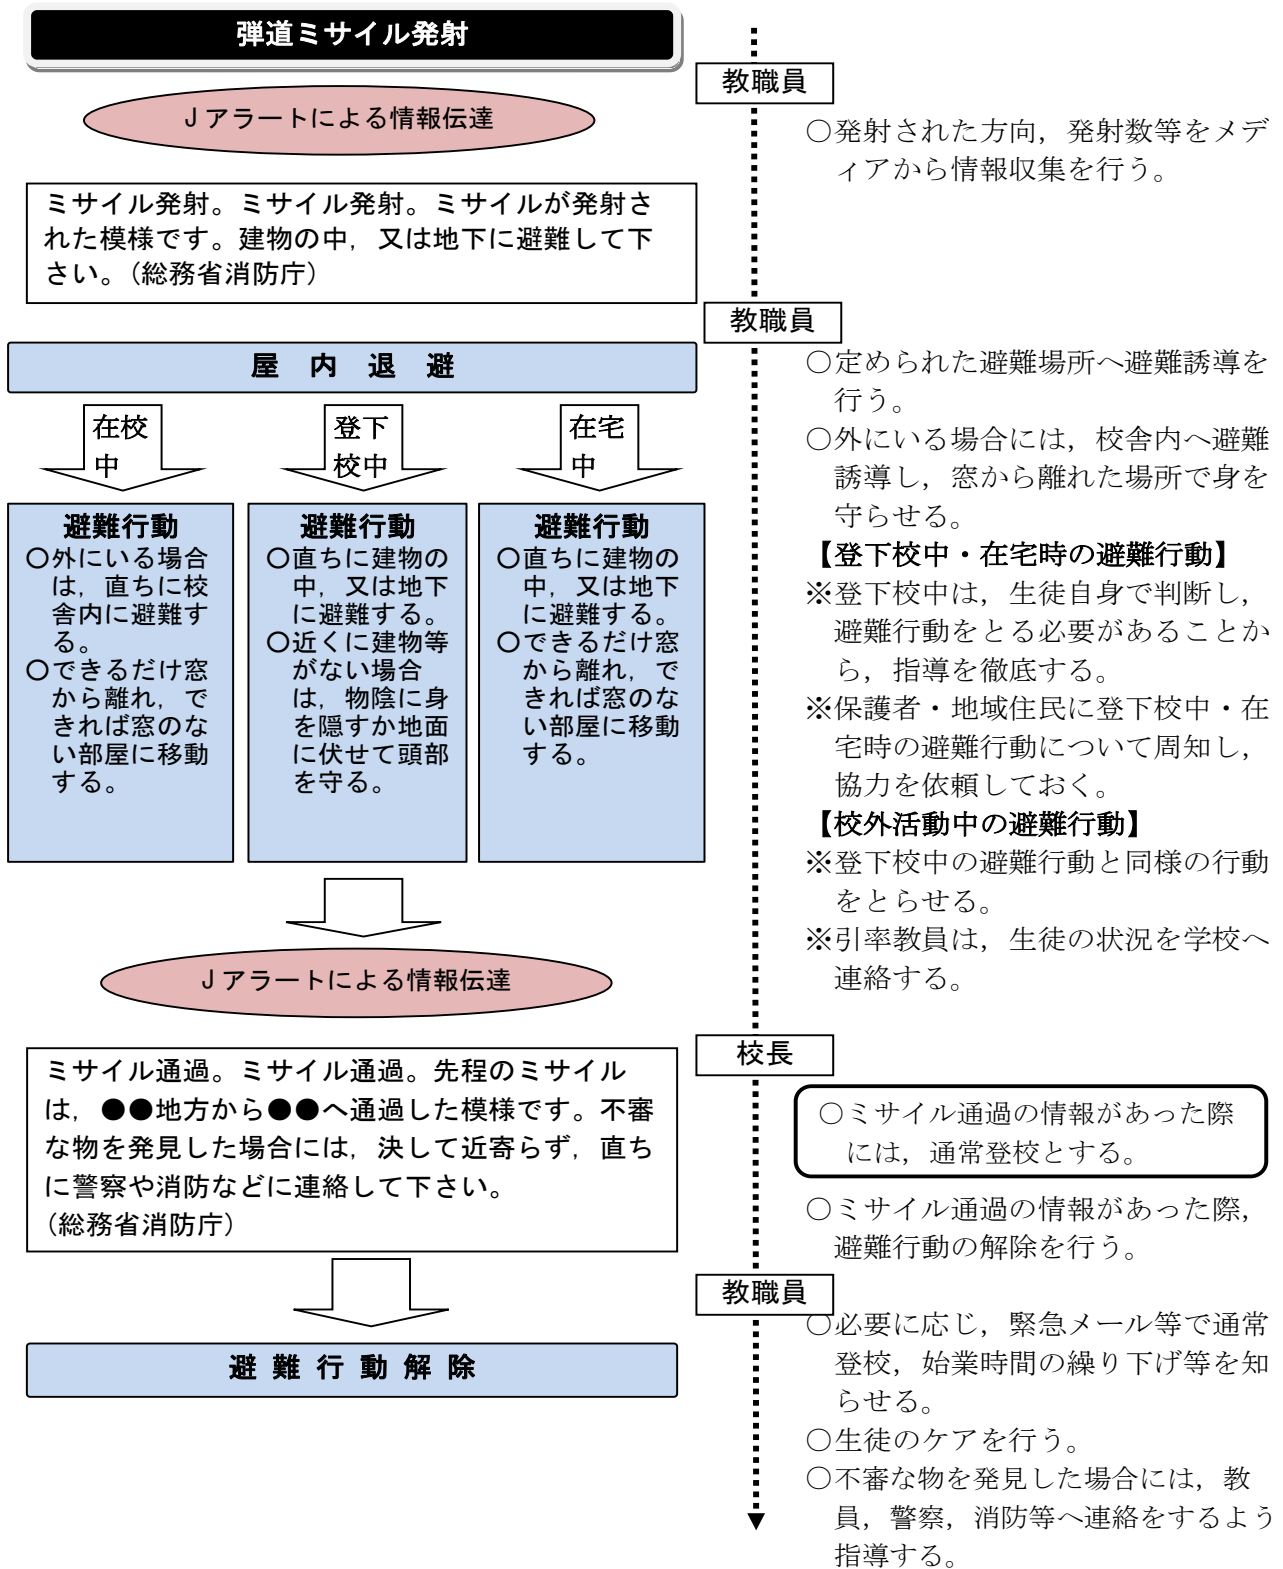 弾道ミサイル発射
Jアラートによる情報伝達
ミサイル発射。ミサイル発射。ミサイルが発射さ
れた模様です。建物の中，又は地下に避難して下
さい。（総務省消防庁）
屋 内 退 避
在校
中
登下
校中
在宅
中
避難行動
○外にいる場合
は，直ちに校
舎内に避難す
る。
○できるだけ窓
から離れ，で
きれば窓のな
い部屋に移動
する。
避難行動
○直ちに建物の
中，又は地下
に避難する。
○近くに建物等
がない場合
は，物陰に身
を隠すか地面
に伏せて頭部
を守る。
避難行動
○直ちに建物の
中，又は地下
に避難する。
○できるだけ窓
から離れ，で
きれば窓のな
い部屋に移動
する。
Jアラートによる情報伝達
ミサイル通過。ミサイル通過。先程のミサイル
は，●●地方から●●へ通過した模様です。不審
な物を発見した場合には，決して近寄らず，直ち
に警察や消防などに連絡して下さい。
（総務省消防庁）
避 難 行 動 解 除
教職員
○発射された方向，発射数等をメデ
ィアから情報収集を行う。
教職員
○定められた避難場所へ避難誘導を
行う。
○外にいる場合には，校舎内へ避難
誘導し，窓から離れた場所で身を
守らせる。
【登下校中・在宅時の避難行動】
※登下校中は，生徒自身で判断し，
避難行動をとる必要があることか
ら，指導を徹底する。
※保護者・地域住民に登下校中・在
宅時の避難行動について周知し，
協力を依頼しておく。
【校外活動中の避難行動】
※登下校中の避難行動と同様の行動
をとらせる。
※引率教員は，生徒の状況を学校へ
連絡する。
校長
○ミサイル通過の情報があった際
には，通常登校とする。
○ミサイル通過の情報があった際，
避難行動の解除を行う。
教職員
○必要に応じ，緊急メール等で通常
登校，始業時間の繰り下げ等を知
らせる。
○生徒のケアを行う。
○不審な物を発見した場合には，教
員，警察，消防等へ連絡をするよう
指導する。